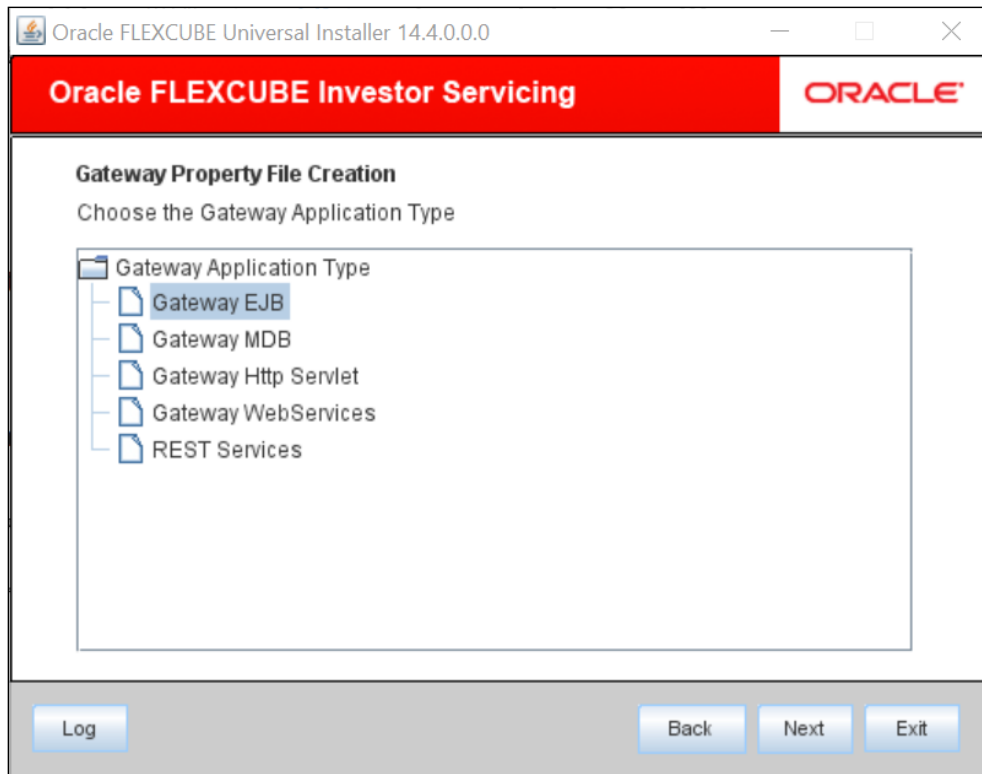 Oracle FLEXCUBE Universal Installer 14.4.0.0.0
Oracle FLEXCUBE Investor Servicing
ORACLE
Gateway Property File Creation
Choose the Gateway Application Type
Gateway Application Type
Gateway EJB
Gateway MDB
Gateway Http Servlet
Gateway WebServices
REST Services
Log
Back
Next
Exit